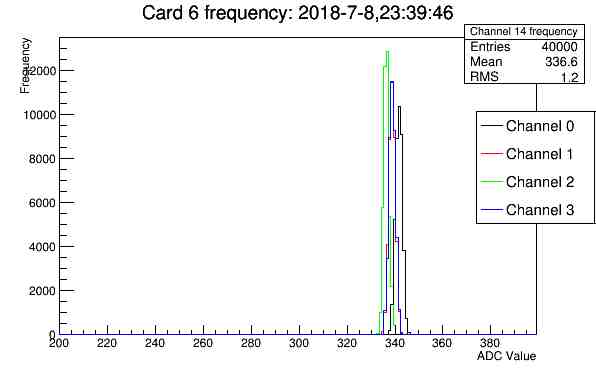 Card 6 frequency: 2018-7-8,23:39:46
Channel 14 frequency
Entries 40000
Mean 336.6
RMS 1.2
Frequency
12000
10000
8000
6000
4000
2000
0
Channel 0
Channel 1
Channel 2
Channel 3
200 220 240 260 280 300 320 340 360 380
ADC Value